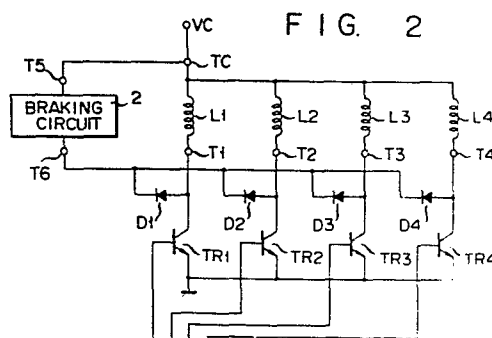 FIG. 2
VC
T5
TC
BRAKING
CIRCUIT
2
L1
L2
L3
L4
T6
T1
T2
T3
T4
D1
D2
D3
D4
TR1
TR2
TR3
TR4